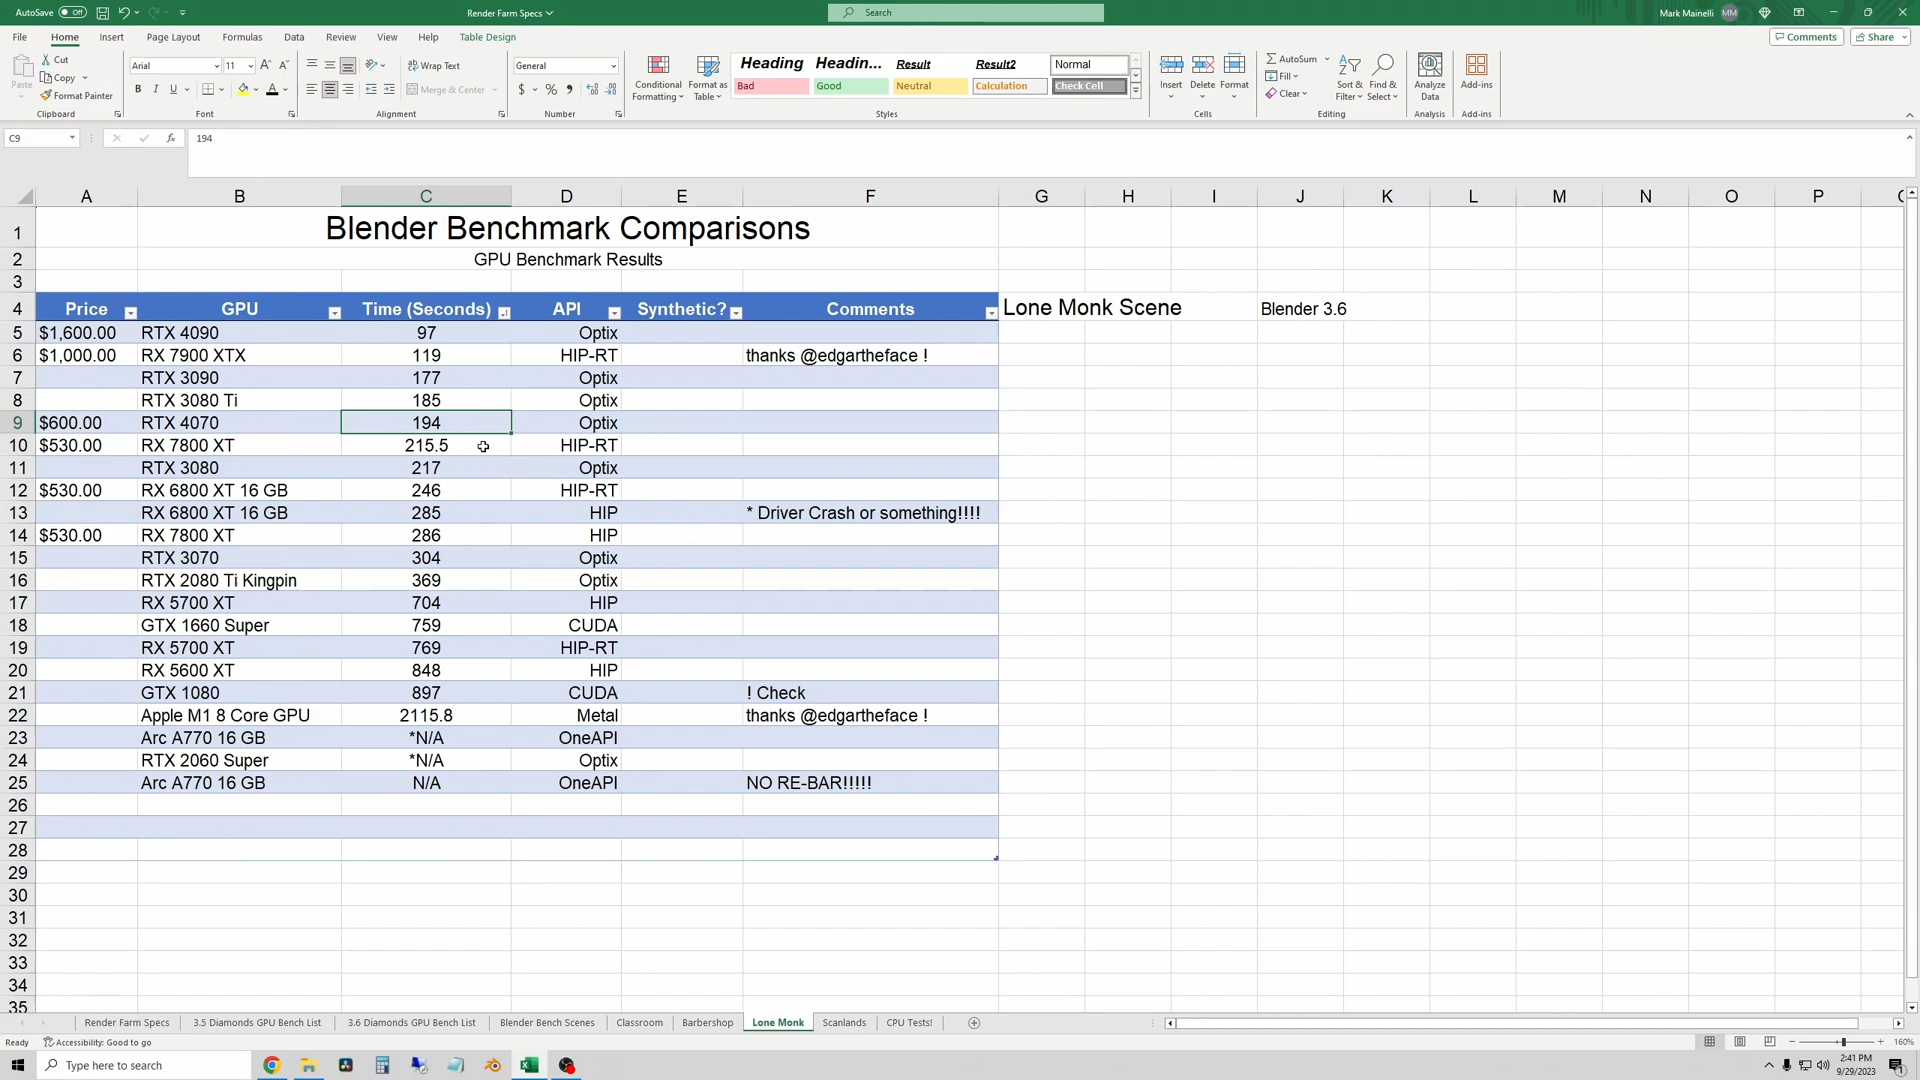 AutoSave Off Render Farm Specs Search Mark Mainelli MM
File Home Insert Page Layout Formulas Data Review View Help Table Design Comments Share
Paste Cut Copy Format Painter Clipboard
Arial 11 B I U A Font
Wrap Text Merge & Center Alignment
General $ % Number
Conditional Formatting Format as Table
Heading Headin... Result Result2 Normal
Bad Good Neutral Calculation Check Cell
Styles
Insert Delete Format Cells
AutoSum Fill Clear Sort & Filter Find & Select Editing
Analyze Data Analysis
Add-ins Add-ins
C9 fx 194
A B C D E F G H I J K L M N O P
1 Blender Benchmark Comparisons
2 GPU Benchmark Results
3
4 Price GPU Time (Seconds) API Synthetic? Comments Lone Monk Scene Blender 3.6
5 $1,600.00 RTX 4090 97 Optix
6 $1,000.00 RX 7900 XTX 119 HIP-RT thanks @edgartheface !
7 RTX 3090 177 Optix
8 RTX 3080 Ti 185 Optix
9 $600.00 RTX 4070 194 Optix
10 $530.00 RX 7800 XT 215.5 HIP-RT
11 RTX 3080 217 Optix
12 $530.00 RX 6800 XT 16 GB 246 HIP-RT
13 RX 6800 XT 16 GB 285 HIP * Driver Crash or something!!!!
14 $530.00 RX 7800 XT 286 HIP
15 RTX 3070 304 Optix
16 RTX 2080 Ti Kingpin 369 Optix
17 RX 5700 XT 704 HIP
18 GTX 1660 Super 759 CUDA
19 RX 5700 XT 769 HIP-RT
20 RX 5600 XT 848 HIP
21 GTX 1080 897 CUDA ! Check
22 Apple M1 8 Core GPU 2115.8 Metal thanks @edgartheface !
23 Arc A770 16 GB *N/A OneAPI
24 RTX 2060 Super *N/A Optix
25 Arc A770 16 GB N/A OneAPI NO RE-BAR!!!!!
26
27
28
29
30
31
32
33
34
35
Render Farm Specs 3.5 Diamonds GPU Bench List 3.6 Diamonds GPU Bench List Blender Bench Scenes Classroom Barbershop Lone Monk Scanlands CPU Tests!
Ready Accessibility: Good to go 160%
Type here to search 2:41 PM
9/29/2023